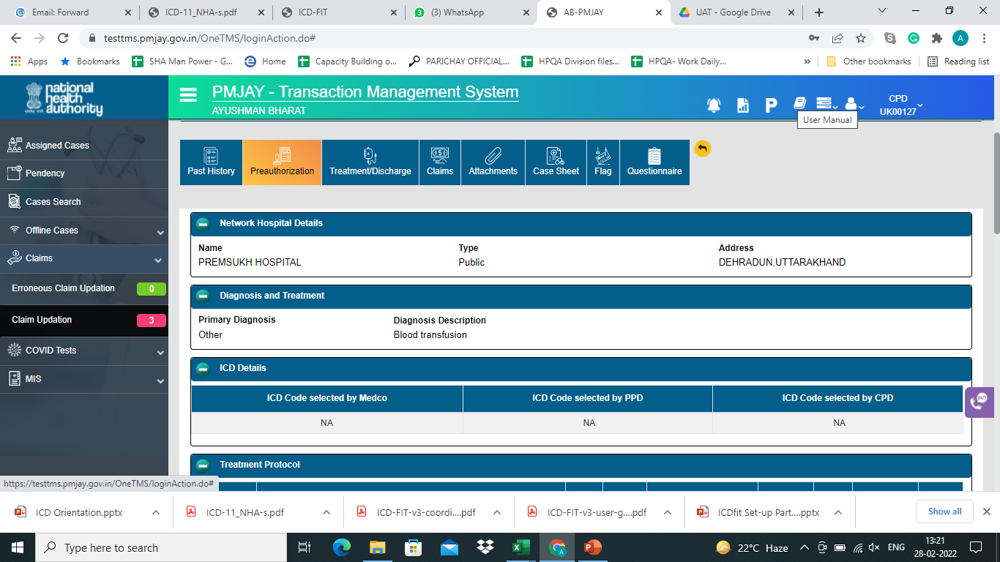 Email: Forward
ICD-11_NHA-s.pdf
ICD-FIT
(3) WhatsApp
AB-PMJAY
UAT - Google Drive
testtms.pmjay.gov.in/OneTMS/loginAction.do#
A
Apps
Bookmarks
SHA Man Power - G...
Home
Capacity Building o...
PARICHAY OFFICIAL...
HPQA Division files...
HPQA- Work Daily...
»
Other bookmarks
Reading list
national
health
authority
PMJAY - Transaction Management System
AYUSHMAN BHARAT
P
CPD
UK00127
User Manual
Assigned Cases
Pendency
Cases Search
Offline Cases
Claims
Erroneous Claim Updation 0
Claim Updation 3
COVID Tests
MIS
Past History
Preauthorization
Treatment/Discharge
Claims
Attachments
Case Sheet
Flag
Questionnaire
Network Hospital Details
Name Type Address
PREMSUKH HOSPITAL Public DEHRADUN,UTTARAKHAND
Diagnosis and Treatment
Primary Diagnosis Diagnosis Description
Other Blood transfusion
ICD Details
ICD Code selected by Medco ICD Code selected by PPD ICD Code selected by CPD
NA NA NA
Treatment Protocol
24/7
https://testtms.pmjay.gov.in/OneTMS/loginAction.do#
ICD Orientation.pptx
ICD-11_NHA-s.pdf
ICD-FIT-v3-coordi....pdf
ICD-FIT-v3-user-g....pdf
ICDfit Set-up Part....pptx
Show all
Type here to search
22°C Haze
ENG
13:21
28-02-2022